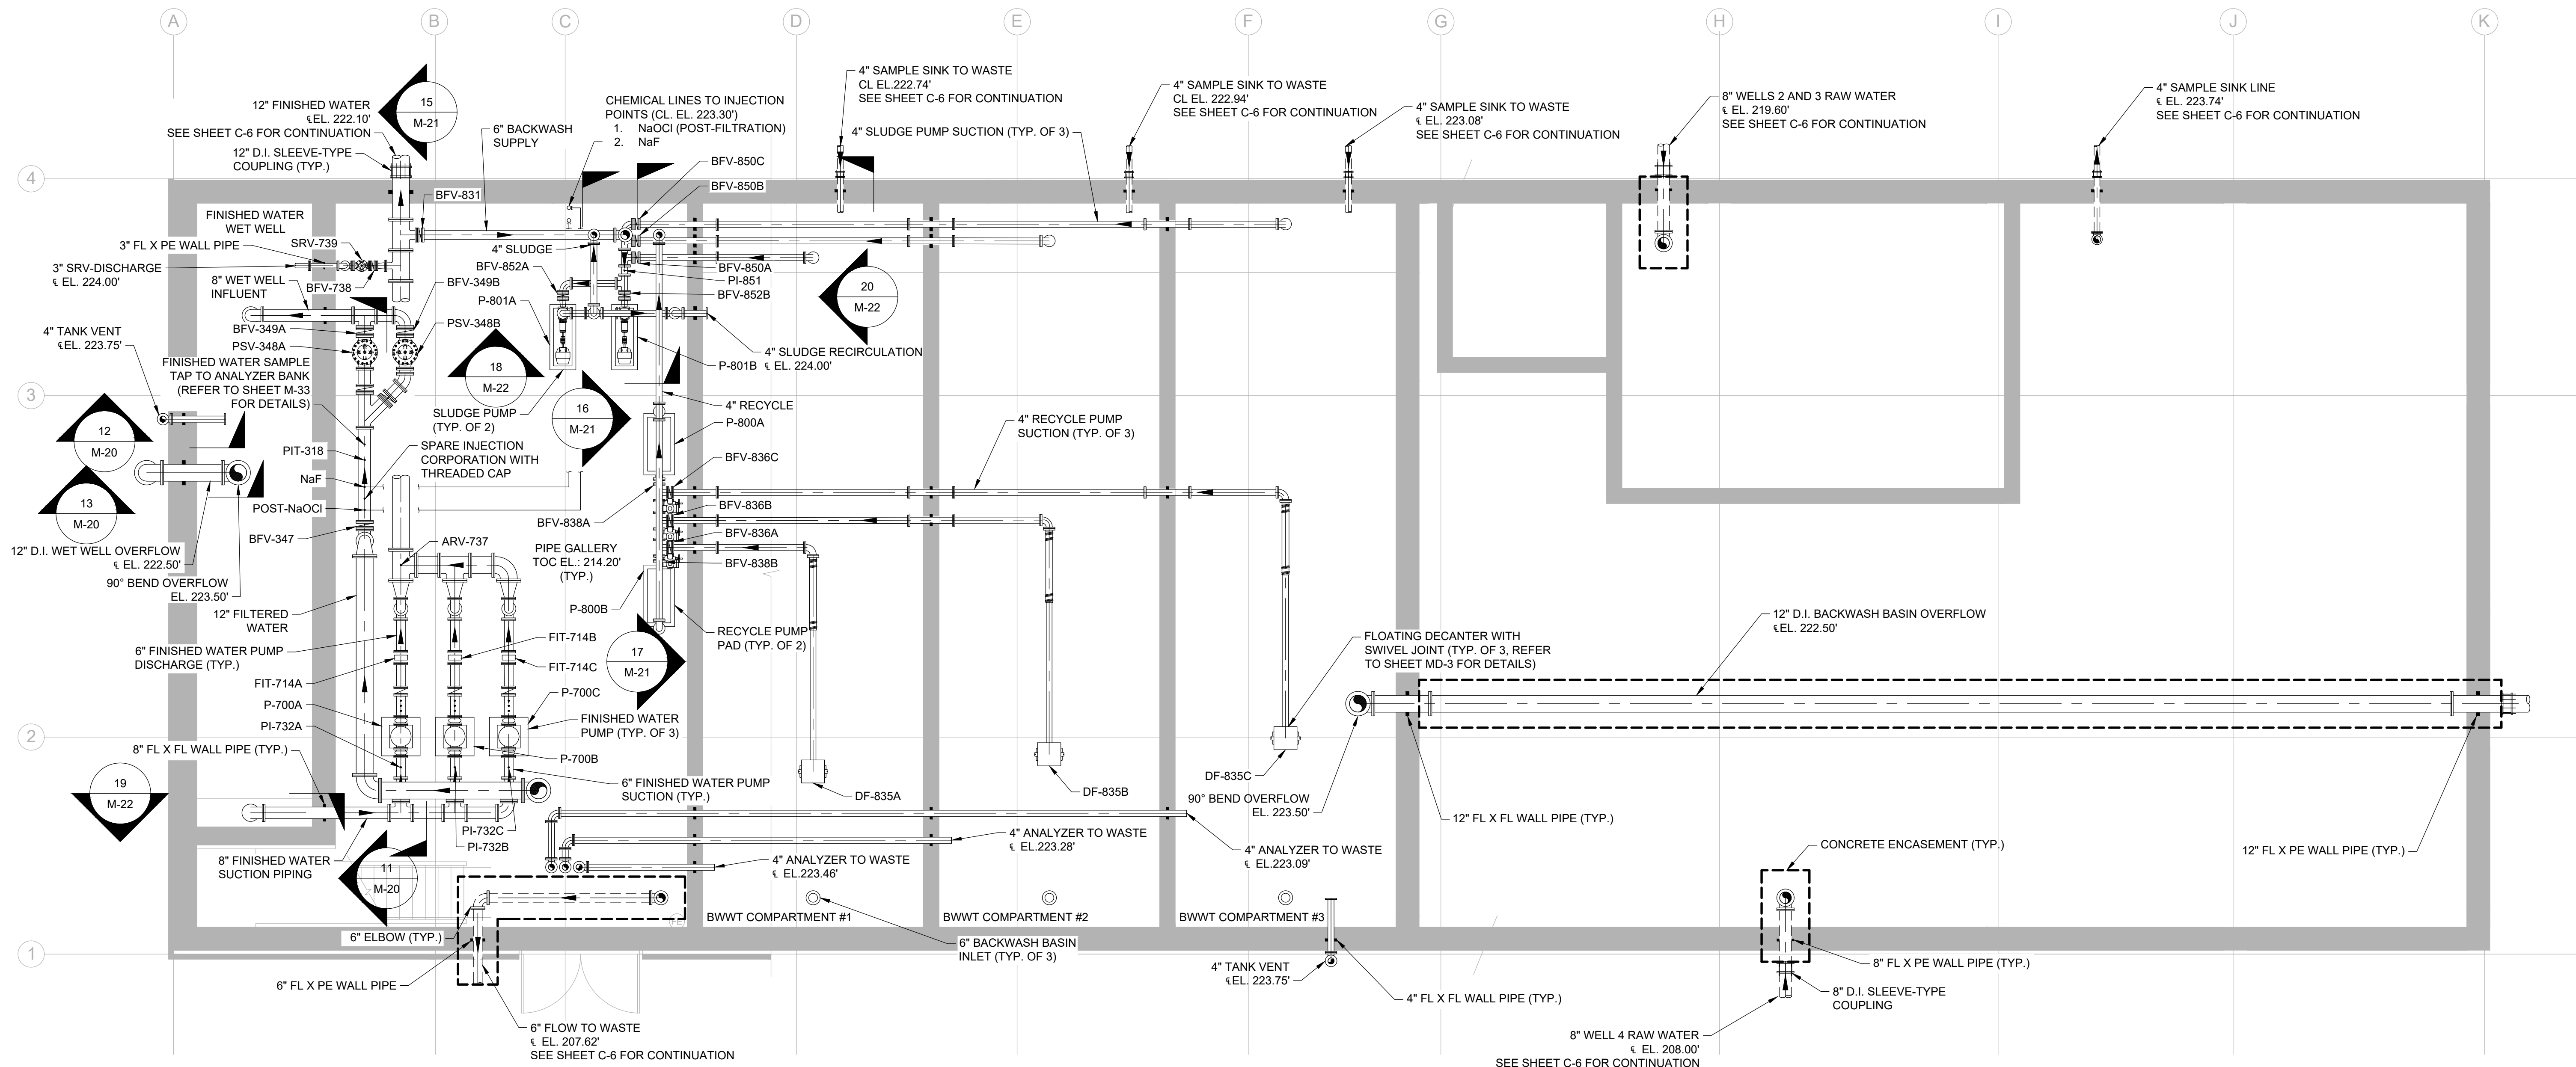 A
B
C
D
E
F
G
H
I
J
K
4
3
2
1
12" FINISHED WATER
℄ EL. 222.10'
SEE SHEET C-6 FOR CONTINUATION
12" D.I. SLEEVE-TYPE
COUPLING (TYP.)
15
M-21
6" BACKWASH
SUPPLY
CHEMICAL LINES TO INJECTION
POINTS (CL. EL. 223.30')
1. NaOCl (POST-FILTRATION)
2. NaF
4" SAMPLE SINK TO WASTE
CL EL.222.74'
SEE SHEET C-6 FOR CONTINUATION
4" SLUDGE PUMP SUCTION (TYP. OF 3)
4" SAMPLE SINK TO WASTE
CL EL. 222.94'
SEE SHEET C-6 FOR CONTINUATION
4" SAMPLE SINK TO WASTE
℄ EL. 223.08'
SEE SHEET C-6 FOR CONTINUATION
8" WELLS 2 AND 3 RAW WATER
℄ EL. 219.60'
SEE SHEET C-6 FOR CONTINUATION
4" SAMPLE SINK LINE
℄ EL. 223.74'
SEE SHEET C-6 FOR CONTINUATION
BFV-850C
BFV-850B
BFV-831
FINISHED WATER
WET WELL
SRV-739
3" FL X PE WALL PIPE
3" SRV-DISCHARGE
℄ EL. 224.00'
BFV-738
8" WET WELL
INFLUENT
4" SLUDGE
BFV-852A
P-801A
BFV-349B
PSV-348B
BFV-850A
PI-851
BFV-852B
20
M-22
4" TANK VENT
℄ EL. 223.75'
BFV-349A
PSV-348A
FINISHED WATER SAMPLE
TAP TO ANALYZER BANK
(REFER TO SHEET M-33
FOR DETAILS)
18
M-22
4" SLUDGE RECIRCULATION
℄ EL. 224.00'
P-801B
SLUDGE PUMP
(TYP. OF 2)
16
M-21
4" RECYCLE
P-800A
4" RECYCLE PUMP
SUCTION (TYP. OF 3)
12
M-20
13
M-20
PIT-318
NaF
SPARE INJECTION
CORPORATION WITH
THREADED CAP
BFV-836C
POST-NaOCl
BFV-347
ARV-737
BFV-838A
BFV-836B
BFV-836A
BFV-838B
12" D.I. WET WELL OVERFLOW
℄ EL. 222.50'
90° BEND OVERFLOW
EL. 223.50'
PIPE GALLERY
TOC EL.: 214.20'
(TYP.)
P-800B
12" FILTERED
WATER
RECYCLE PUMP
PAD (TYP. OF 2)
FIT-714B
FIT-714C
17
M-21
6" FINISHED WATER PUMP
DISCHARGE (TYP.)
FIT-714A
P-700A
PI-732A
P-700C
FINISHED WATER
PUMP (TYP. OF 3)
P-700B
FLOATING DECANTER WITH
SWIVEL JOINT (TYP. OF 3, REFER
TO SHEET MD-3 FOR DETAILS)
12" D.I. BACKWASH BASIN OVERFLOW
℄ EL. 222.50'
8" FL X FL WALL PIPE (TYP.)
19
M-22
6" FINISHED WATER PUMP
SUCTION (TYP.)
DF-835A
DF-835B
DF-835C
90° BEND OVERFLOW
EL. 223.50'
12" FL X FL WALL PIPE (TYP.)
PI-732C
PI-732B
8" FINISHED WATER
SUCTION PIPING
11
M-20
4" ANALYZER TO WASTE
℄ EL.223.28'
4" ANALYZER TO WASTE
℄ EL.223.46'
4" ANALYZER TO WASTE
℄ EL.223.09'
CONCRETE ENCASEMENT (TYP.)
12" FL X PE WALL PIPE (TYP.)
BWWT COMPARTMENT #1
BWWT COMPARTMENT #2
BWWT COMPARTMENT #3
6" ELBOW (TYP.)
6" BACKWASH BASIN
INLET (TYP. OF 3)
4" TANK VENT
℄ EL. 223.75'
6" FL X PE WALL PIPE
4" FL X FL WALL PIPE (TYP.)
8" FL X PE WALL PIPE (TYP.)
8" D.I. SLEEVE-TYPE
COUPLING
6" FLOW TO WASTE
℄ EL. 207.62'
SEE SHEET C-6 FOR CONTINUATION
8" WELL 4 RAW WATER
℄ EL. 208.00'
SEE SHEET C-6 FOR CONTINUATION